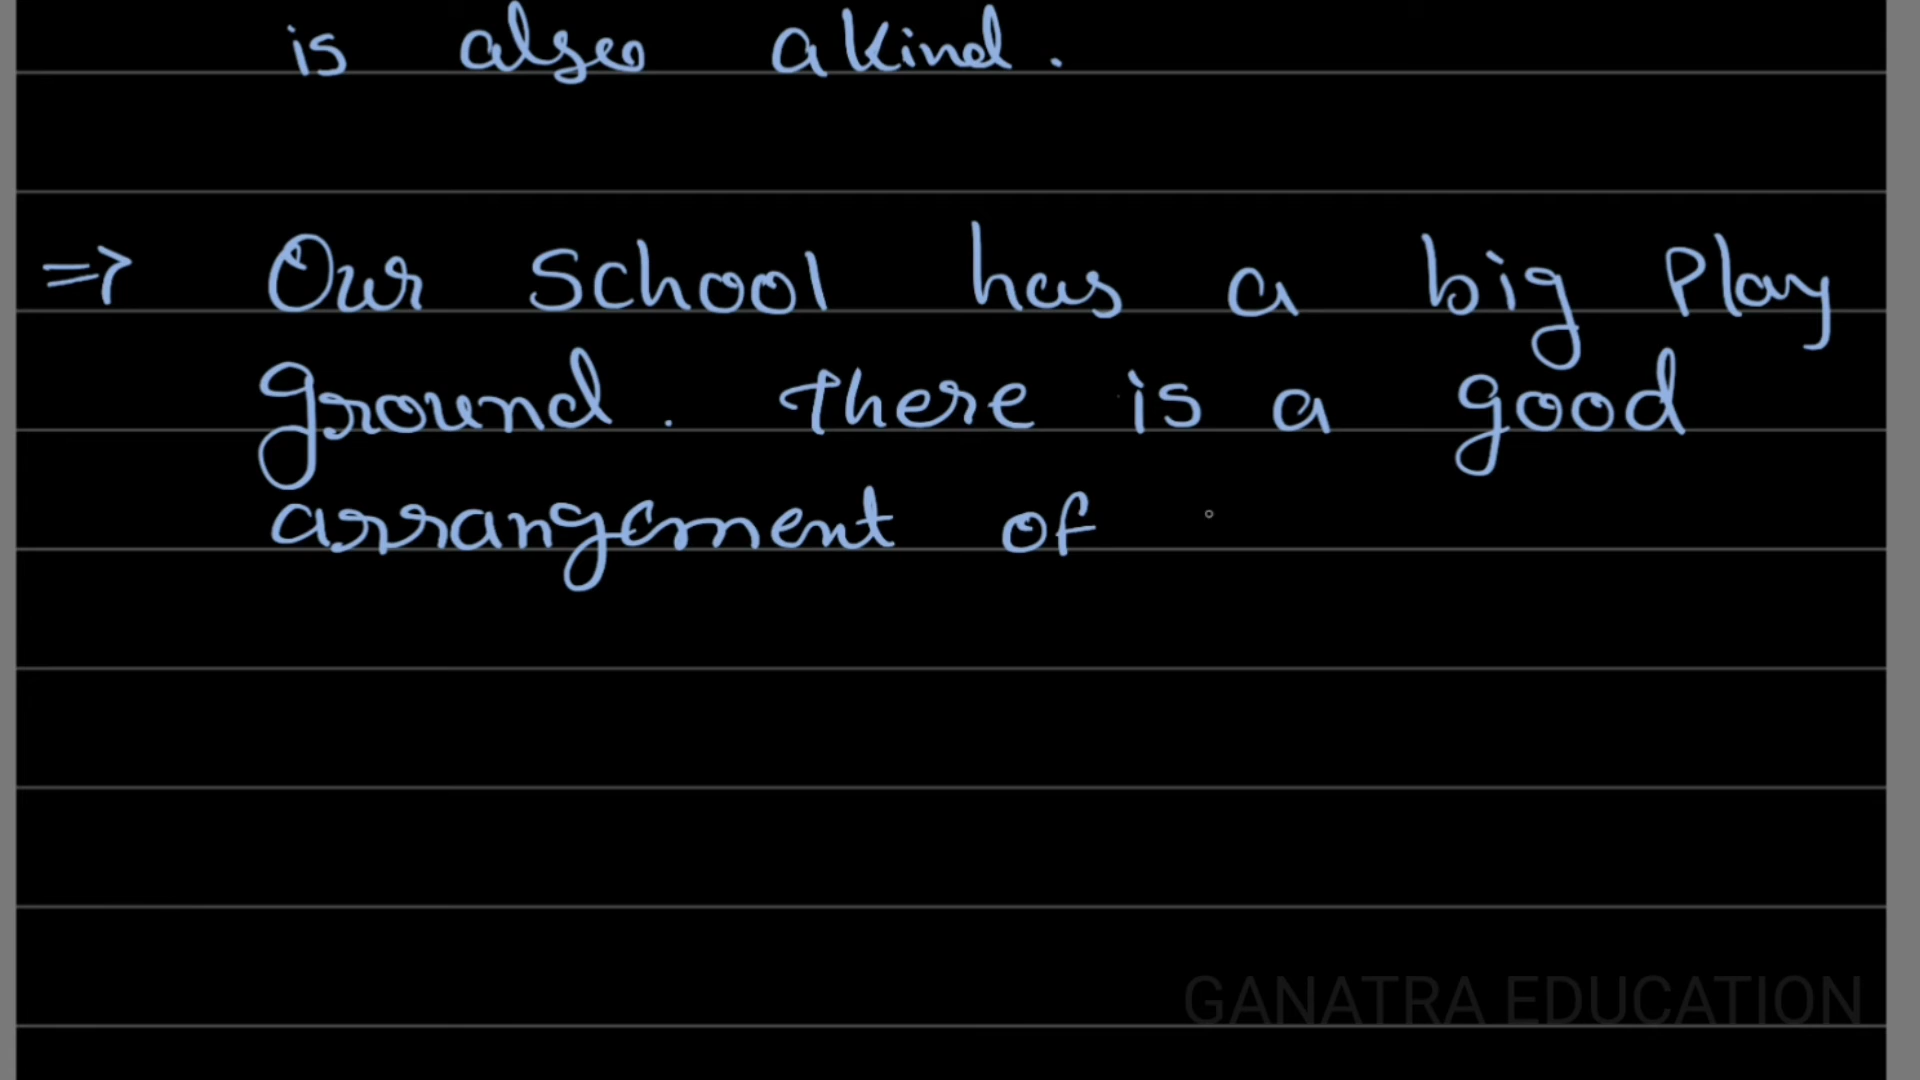 is also a kind.
=> Our school has a big Play
ground. There is a good
arrangement of
GANATRA EDUCATION